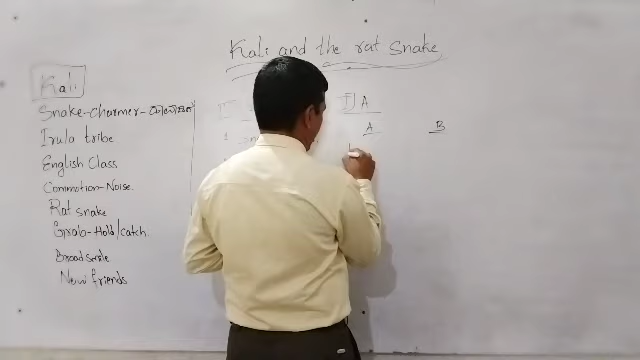 Kali and the rat snake
Kali
Snake-charmer-
Irula tribe
English Class
Commotion-Noise
Rat snake
Grab-Hold/catch
Broad smile
New friends
I
II A
A B